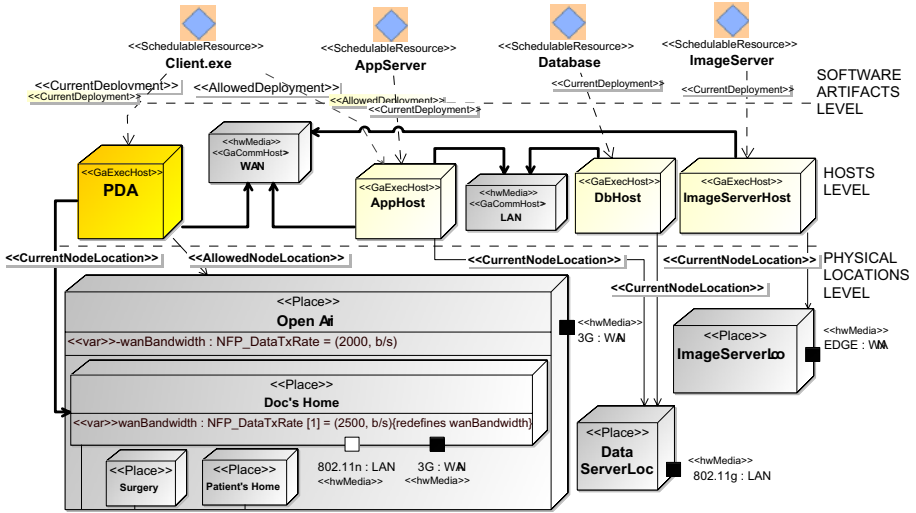 <<SchedulableResource>>
Client.exe
<<SchedulableResource>>
AppServer
<<SchedulableResource>>
Database
<<SchedulableResource>>
ImageServer
<<CurrentDeployment>>
<<CurrentDeployment>>
<<AllowedDeployment>>
<<AllowedDeployment>>
<<CurrentDeployment>>
<<CurrentDeployment>>
<<CurrentDeployment>>
SOFTWARE
ARTIFACTS
LEVEL
<<hwMedia>>
<<GaCommHost>
WAN
<<GaExecHost>>
PDA
<<GaExecHost>>
AppHost
<<hwMedia>>
<<GaCommHost>
LAN
<<GaExecHost>>
DbHost
<<GaExecHost>>
ImageServerHost
HOSTS
LEVEL
<<CurrentNodeLocation>>
<<AllowedNodeLocation>>
<<CurrentNodeLocation>>
<<CurrentNodeLocation>>
<<CurrentNodeLocation>>
PHYSICAL
LOCATIONS
LEVEL
<<Place>>
Open Air
<<var>>-wanBandwidth : NFP_DataTxRate = (2000, b/s)
<<hwMedia>>
3G : WAN
<<Place>>
ImageServerLoc
<<hwMedia>>
EDGE : WAN
<<Place>>
Doc's Home
<<var>>wanBandwidth : NFP_DataTxRate [1] = (2500, b/s){redefines wanBandwidth}
802.11n : LAN
<<hwMedia>>
3G : WAN
<<hwMedia>>
<<Place>>
Surgery
<<Place>>
Patient's Home
<<Place>>
Data
ServerLoc
<<hwMedia>>
802.11g : LAN